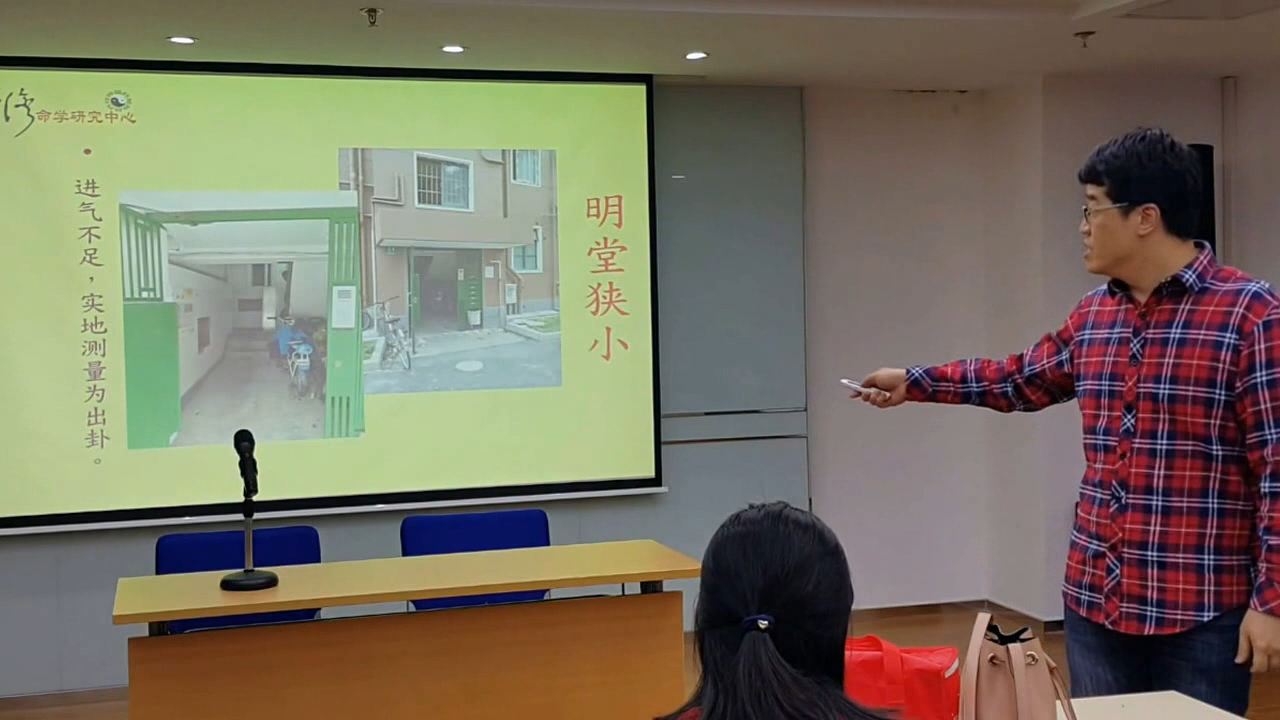 命学研究中心
明堂狭小
进气不足，实地测量为出卦。